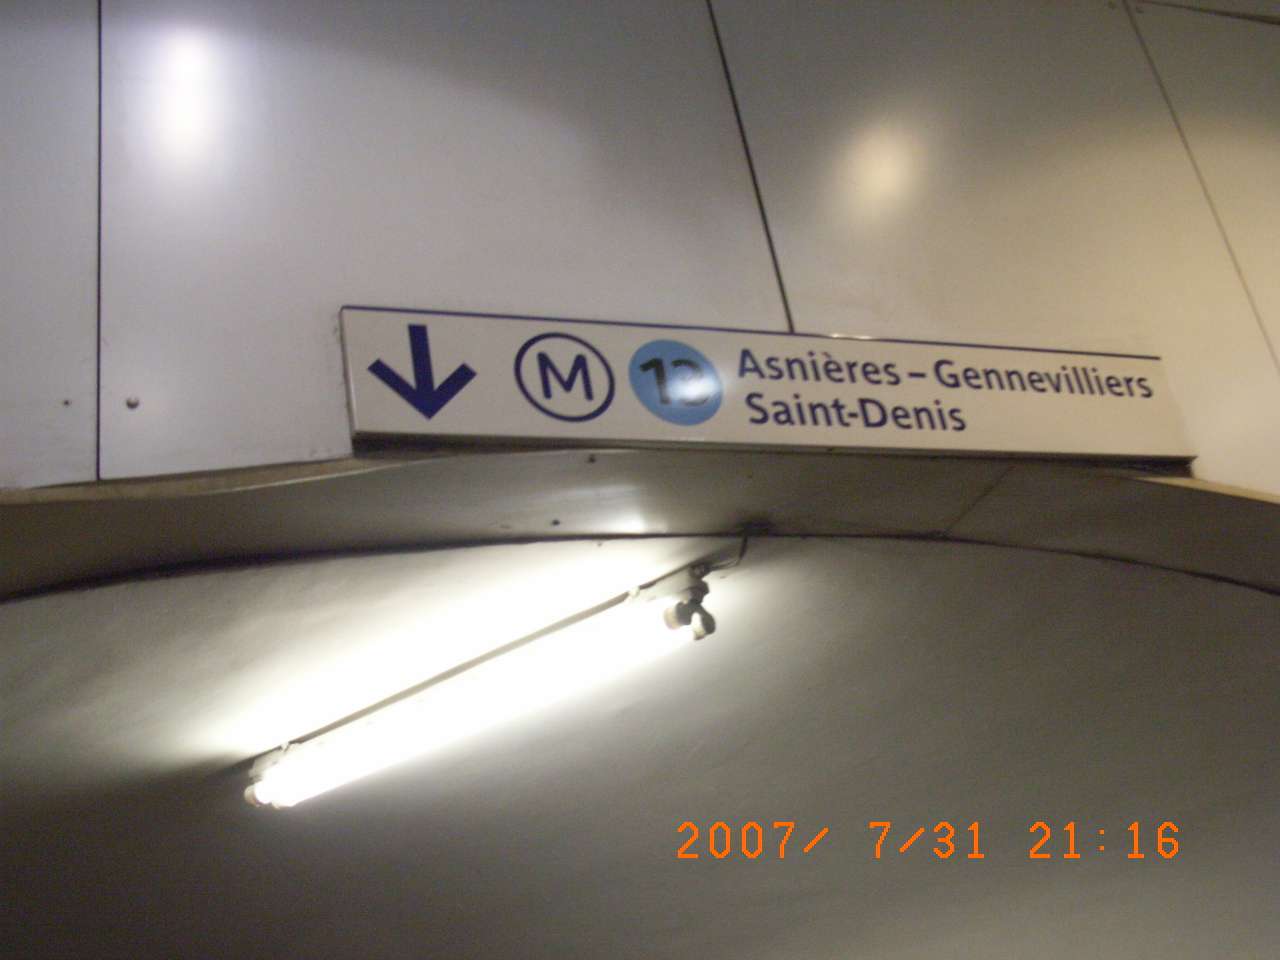 M 13 Asnières – Gennevilliers
Saint-Denis
2007/ 7/31 21:16